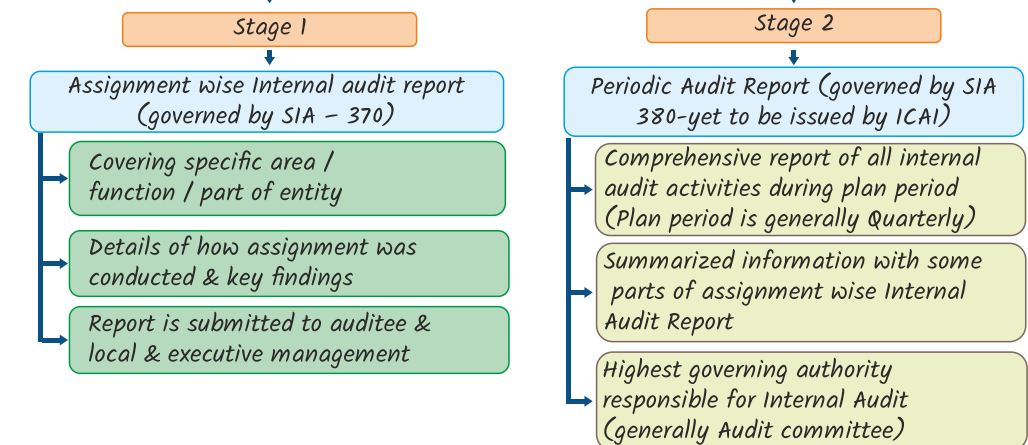 Stage 1
Assignment wise Internal audit report
(governed by SIA – 370)
Covering specific area /
function / part of entity
Details of how assignment was
conducted & key findings
Report is submitted to auditee &
local & executive management
Stage 2
Periodic Audit Report (governed by SIA
380-yet to be issued by ICAI)
Comprehensive report of all internal
audit activities during plan period
(Plan period is generally Quarterly)
Summarized information with some
parts of assignment wise Internal
Audit Report
Highest governing authority
responsible for Internal Audit
(generally Audit committee)